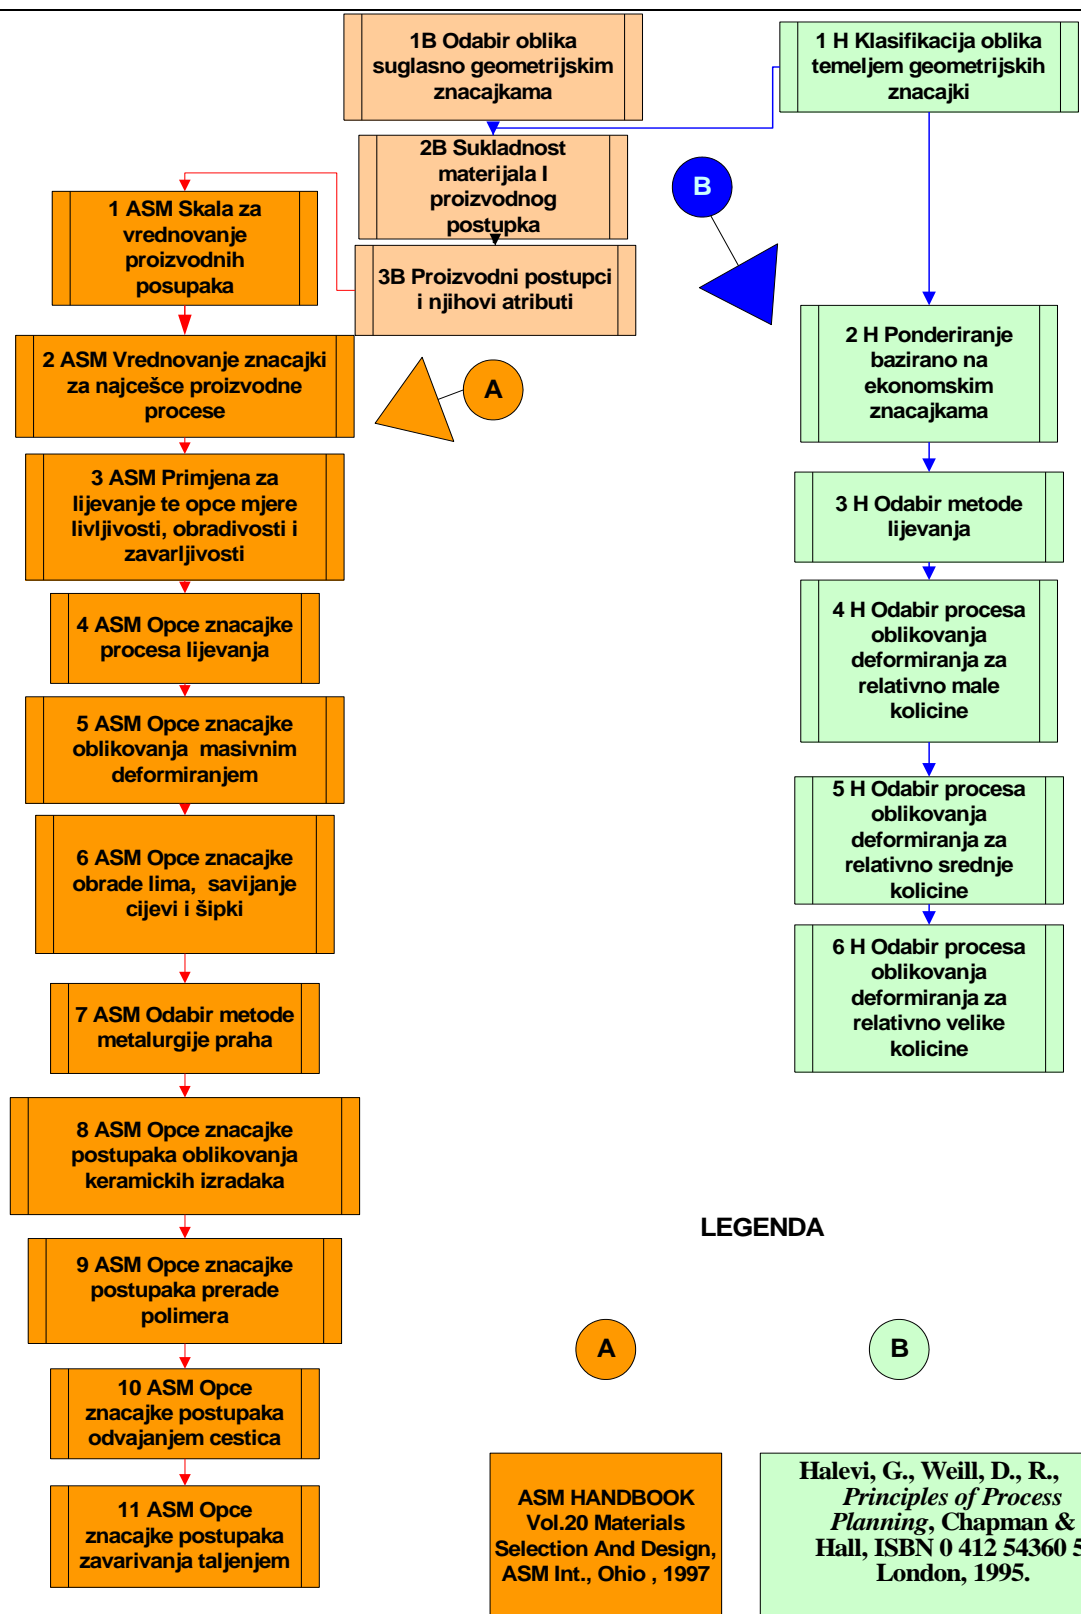 1B Odabir oblika
suglasno geometrijskim
znacajkama
1 H Klasifikacija oblika
temeljem geometrijskih
znacajki
2B Sukladnost
materijala I
proizvodnog
postupka
B
1 ASM Skala za
vrednovanje
proizvodnih
posupaka
3B Proizvodni postupci
i njihovi atributi
2 ASM Vrednovanje znacajki
za najcešce proizvodne
procese
A
2 H Ponderiranje
bazirano na
ekonomskim
znacajkama
3 ASM Primjena za
lijevanje te opce mjere
livljivosti, obradivosti i
zavarljivosti
3 H Odabir metode
lijevanja
4 ASM Opce znacajke
procesa lijevanja
4 H Odabir procesa
oblikovanja
deformiranja za
relativno male
kolicine
5 ASM Opce znacajke
oblikovanja masivnim
deformiranjem
5 H Odabir procesa
oblikovanja
deformiranja za
relativno srednje
kolicine
6 ASM Opce znacajke
obrade lima, savijanje
cijevi i šipki
6 H Odabir procesa
oblikovanja
deformiranja za
relativno velike
kolicine
7 ASM Odabir metode
metalurgije praha
8 ASM Opce znacajke
postupaka oblikovanja
keramickih izradaka
LEGENDA
9 ASM Opce znacajke
postupaka prerade
polimera
A
B
10 ASM Opce
znacajke postupaka
odvajanjem cestica
11 ASM Opce
znacajke postupaka
zavarivanja taljenjem
ASM HANDBOOK
Vol.20 Materials
Selection And Design,
ASM Int., Ohio , 1997
Halevi, G., Weill, D., R.,
Principles of Process
Planning, Chapman &
Hall, ISBN 0 412 54360 5
London, 1995.